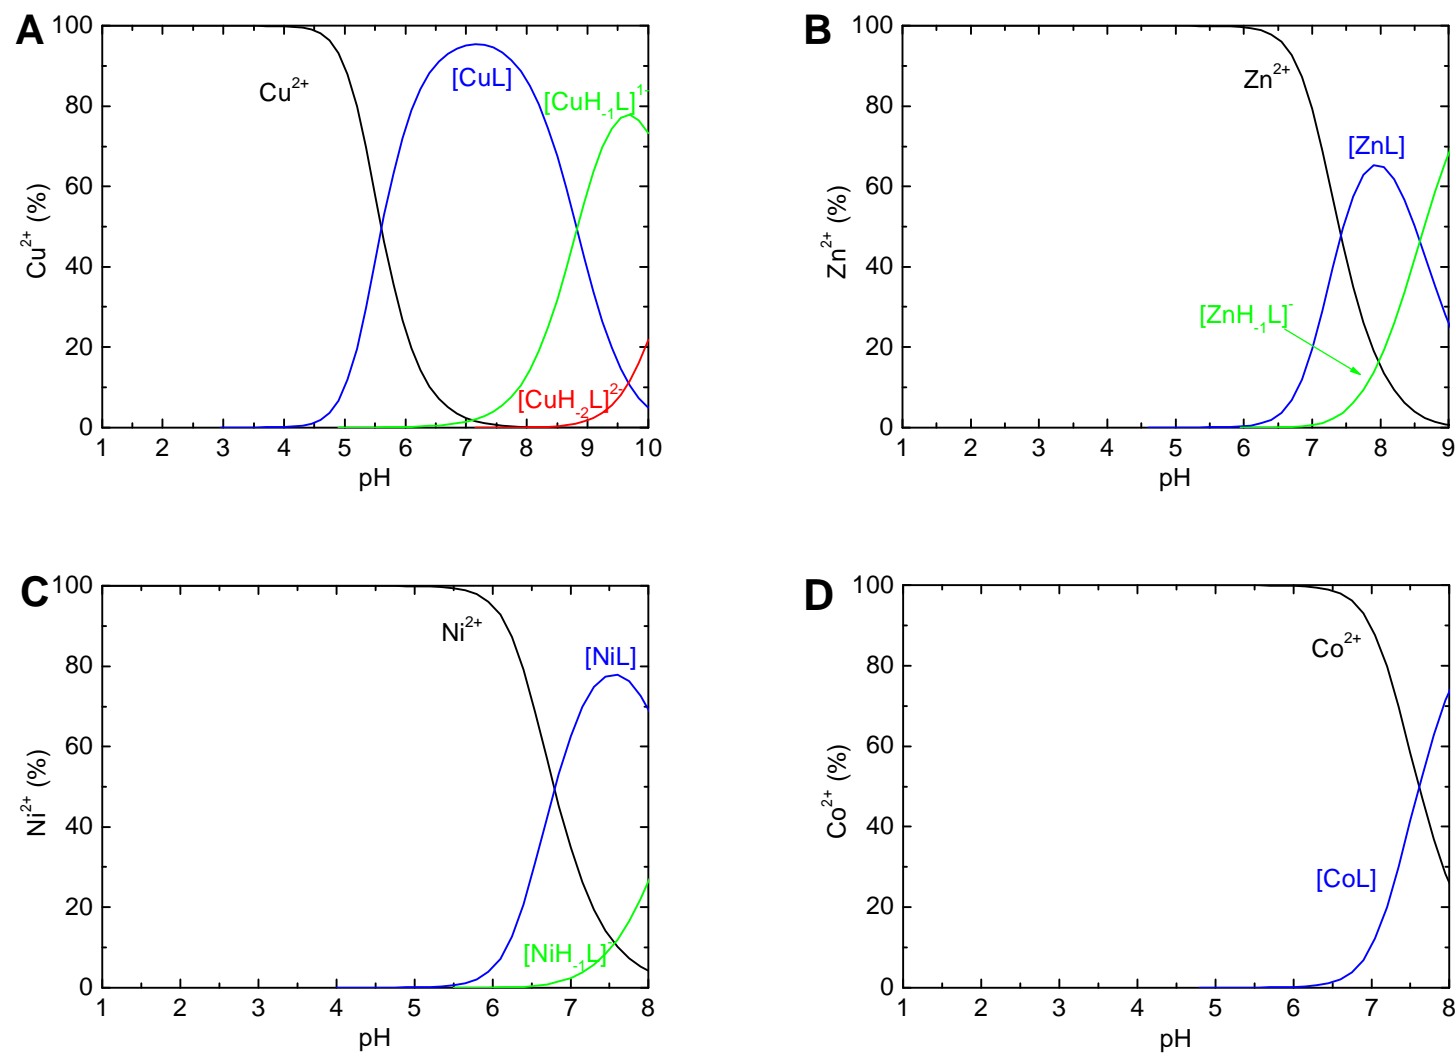 A
100
80
60
40
20
0
Cu2+ (%)
Cu2+
[CuL]
[CuH-1L]1-
[CuH-2L]2-
1 2 3 4 5 6 7 8 9 10
pH
B
100
80
60
40
20
0
Zn2+ (%)
Zn2+
[ZnL]
[ZnH-1L]-
1 2 3 4 5 6 7 8 9
pH
C
100
80
60
40
20
0
Ni2+ (%)
Ni2+
[NiL]
[NiH-1L]-
1 2 3 4 5 6 7 8
pH
D
100
80
60
40
20
0
Co2+ (%)
Co2+
[CoL]
1 2 3 4 5 6 7 8
pH